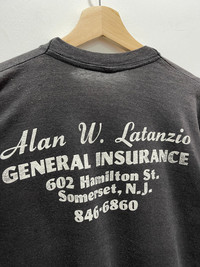 Alan W. Latanzio
GENERAL INSURANCE
602 Hamilton St.
Somerset, N.J.
846-6860